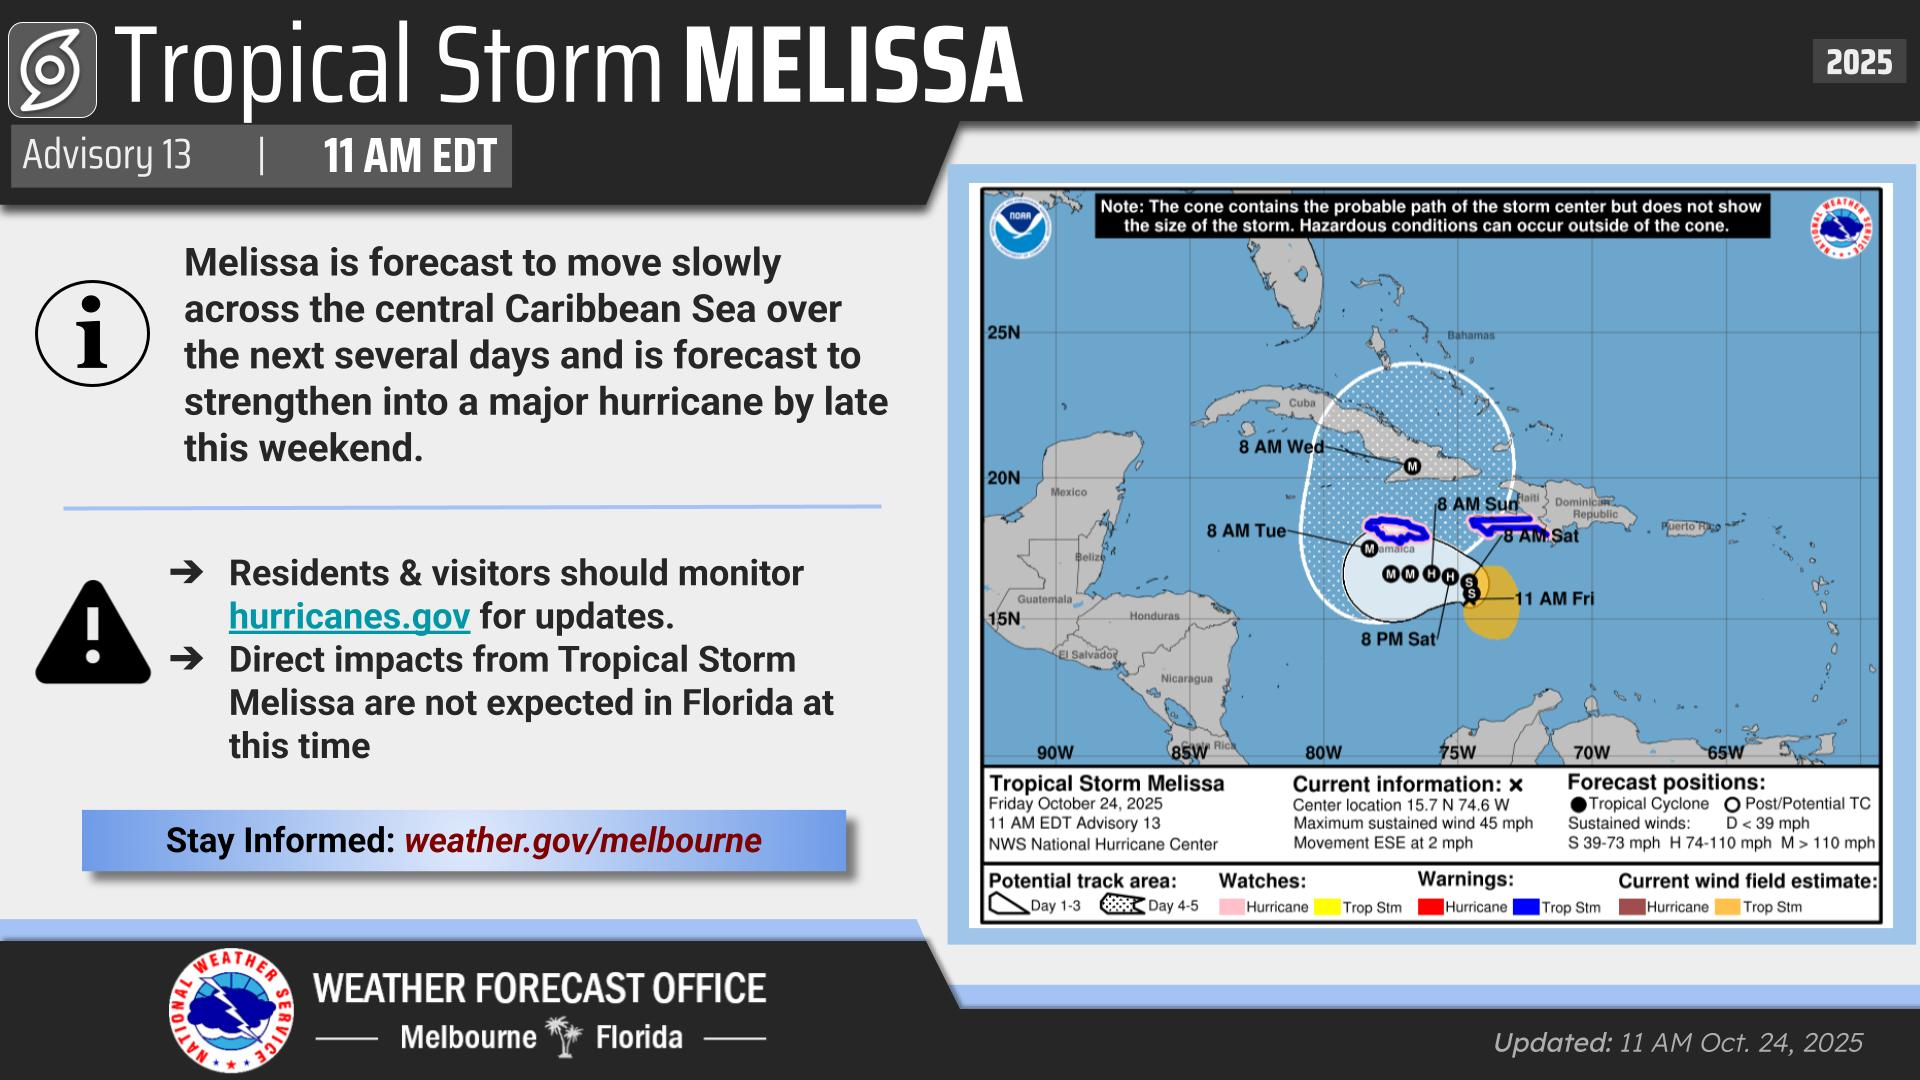 Tropical Storm MELISSA
2025
Advisory 13 | 11 AM EDT
Melissa is forecast to move slowly
across the central Caribbean Sea over
the next several days and is forecast to
strengthen into a major hurricane by late
this weekend.
➔ Residents & visitors should monitor
hurricanes.gov for updates.
➔ Direct impacts from Tropical Storm
Melissa are not expected in Florida at
this time
Stay Informed: weather.gov/melbourne
NATIONAL WEATHER SERVICE
WEATHER FORECAST OFFICE
Melbourne Florida
NOAA
Note: The cone contains the probable path of the storm center but does not show
the size of the storm. Hazardous conditions can occur outside of the cone.
NATIONAL WEATHER SERVICE
25N
Bahamas
Cuba
8 AM Wed
M
20N
Mexico
8 AM Sun
Haiti
Dominican
Republic
Puerto Rico
8 AM Tue
8 AM Sat
M
Jamaica
Belize
M M H H S
S
11 AM Fri
Guatemala
Honduras
15N
8 PM Sat
El Salvador
Nicaragua
Costa Rica
90W 85W 80W 75W 70W 65W
Tropical Storm Melissa
Friday October 24, 2025
11 AM EDT Advisory 13
NWS National Hurricane Center
Current information: ×
Center location 15.7 N 74.6 W
Maximum sustained wind 45 mph
Movement ESE at 2 mph
Forecast positions:
Tropical Cyclone Post/Potential TC
Sustained winds: D < 39 mph
S 39-73 mph H 74-110 mph M > 110 mph
Potential track area:
Day 1-3 Day 4-5
Watches:
Hurricane Trop Stm
Warnings:
Hurricane Trop Stm
Current wind field estimate:
Hurricane Trop Stm
Updated: 11 AM Oct. 24, 2025